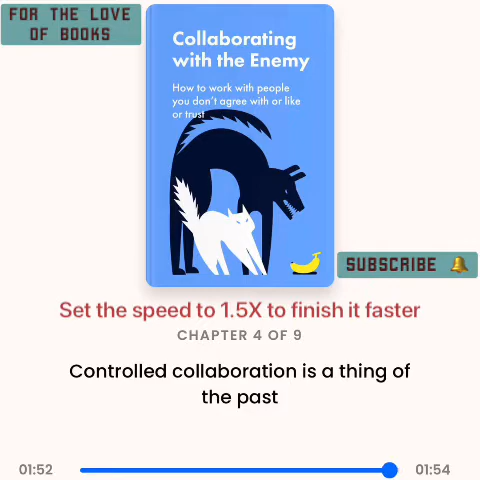 FOR THE LOVE
OF BOOKS
Collaborating
with the Enemy
How to work with people
you don't agree with or like
or trust
SUBSCRIBE
Set the speed to 1.5X to finish it faster
CHAPTER 4 OF 9
Controlled collaboration is a thing of
the past
01:52
01:54